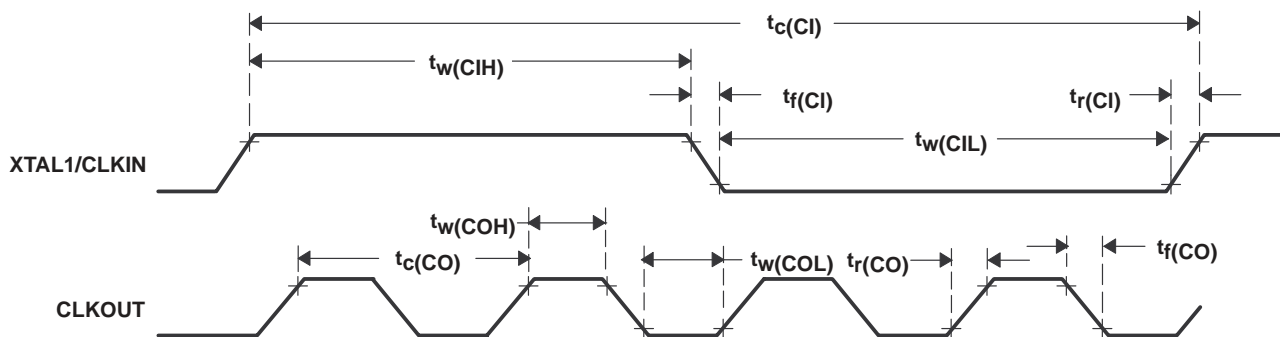 tc(CI)
tw(CIH)
tf(CI)
tr(CI)
tw(CIL)
XTAL1/CLKIN
tw(COH)
tc(CO)
tw(COL)
tr(CO)
tf(CO)
CLKOUT